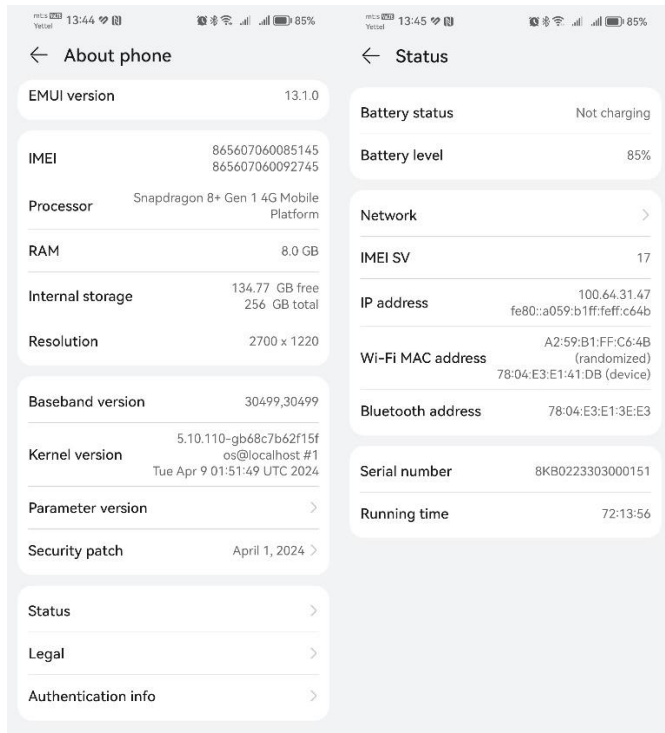 mt:s VoLTE 13:44
Yettel
85%
About phone
EMUI version 13.1.0
IMEI 865607060085145
865607060092745
Processor Snapdragon 8+ Gen 1 4G Mobile
Platform
RAM 8.0 GB
Internal storage 134.77 GB free
256 GB total
Resolution 2700 x 1220
Baseband version 30499,30499
Kernel version 5.10.110-gb68c7b62f15f
os@localhost #1
Tue Apr 9 01:51:49 UTC 2024
Parameter version
Security patch April 1, 2024
Status
Legal
Authentication info
mt:s VoLTE 13:45
Yettel
85%
Status
Battery status Not charging
Battery level 85%
Network
IMEI SV 17
IP address 100.64.31.47
fe80::a059:b1ff:feff:c64b
Wi-Fi MAC address A2:59:B1:FF:C6:4B
(randomized)
78:04:E3:E1:41:DB (device)
Bluetooth address 78:04:E3:E1:3E:E3
Serial number 8KB0223303000151
Running time 72:13:56